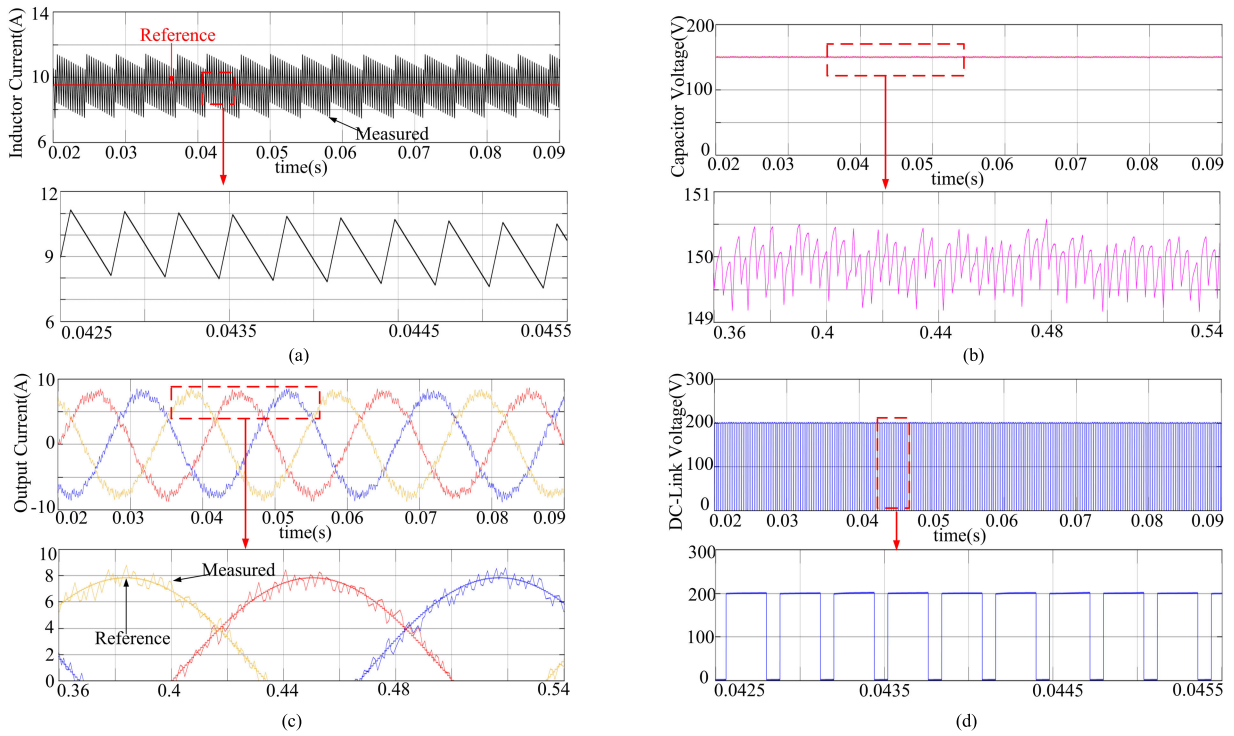 Inductor Current(A)
14
10
6
Reference
Measured
0.02 0.03 0.04 0.05 0.06 0.07 0.08 0.09
time(s)
12
9
6
0.0425 0.0435 0.0445 0.0455
(a)
Capacitor Voltage(V)
200
100
0
0.02 0.03 0.04 0.05 0.06 0.07 0.08 0.09
time(s)
151
150
149
0.36 0.4 0.44 0.48 0.54
(b)
Output Current(A)
10
0
-10
0.02 0.03 0.04 0.05 0.06 0.07 0.08 0.09
time(s)
10
8
6
4
2
0
Measured
Reference
0.36 0.4 0.44 0.48 0.54
(c)
DC-Link Voltage(V)
300
200
100
0
0.02 0.03 0.04 0.05 0.06 0.07 0.08 0.09
time(s)
300
200
100
0
0.0425 0.0435 0.0445 0.0455
(d)